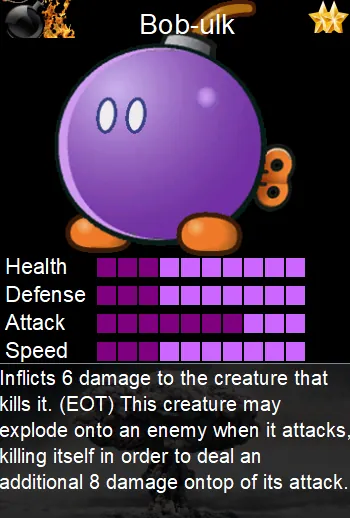 Bob-ulk
Health
Defense
Attack
Speed
Inflicts 6 damage to the creature that
kills it. (EOT) This creature may
explode onto an enemy when it attacks,
killing itself in order to deal an
additional 8 damage ontop of its attack.